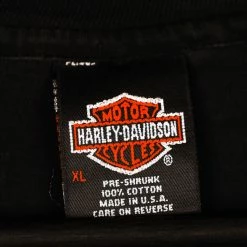 MOTOR
HARLEY-DAVIDSON
CYCLES
®
XL
PRE-SHRUNK
100% COTTON
MADE IN U.S.A.
CARE ON REVERSE